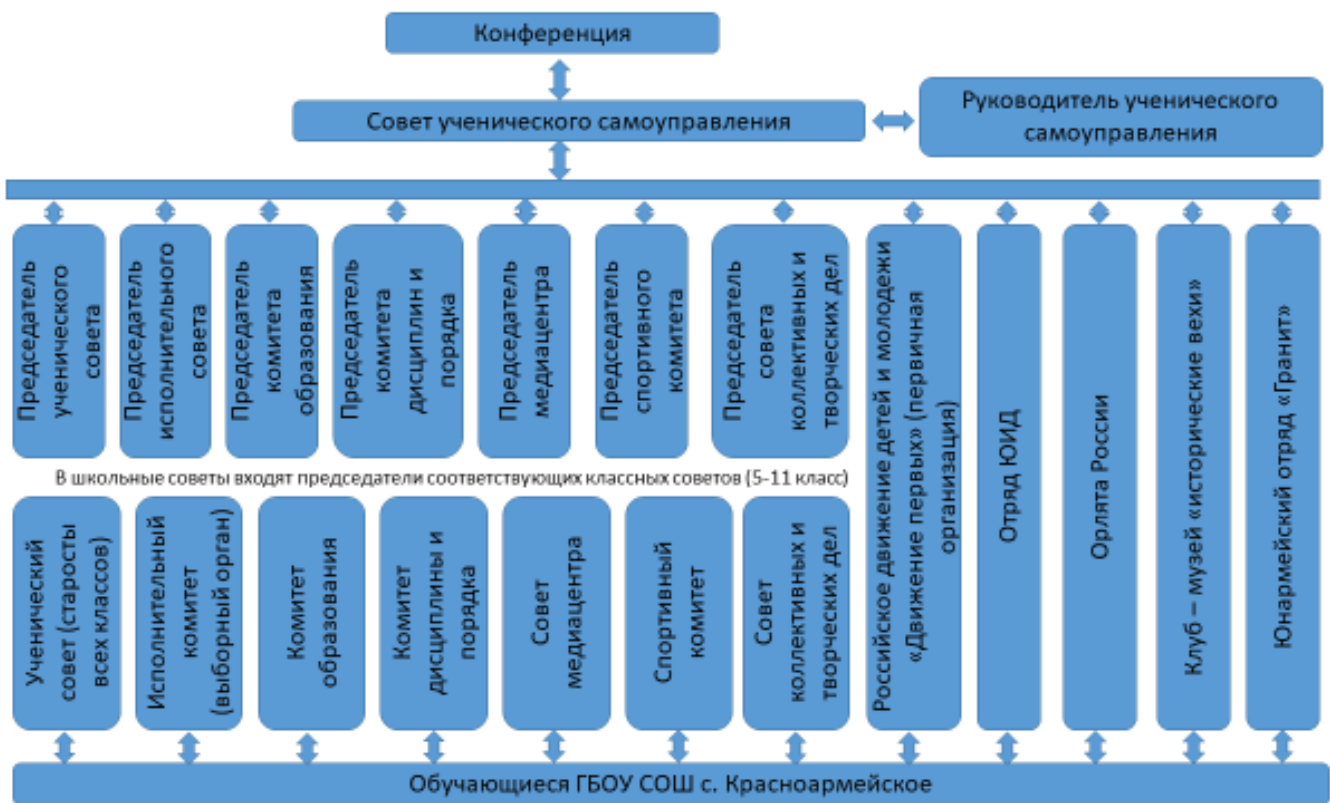 Конференция
Совет ученического самоуправления
Руководитель ученического
самоуправления
Председатель
ученического
совета
Председатель
исполнительного
совета
Председатель
комитета
образования
Председатель
комитета
дисциплин и
порядка
Председатель
медиацентра
Председатель
спортивного
комитета
Председатель
совета
коллективных и
творческих дел
Российское движение детей и молодежи
«Движение первых» (первичная
организация)
Отряд ЮИД
Орлята России
Клуб – музей «исторические вехи»
Юнармейский отряд «Гранит»
В школьные советы входят председатели соответствующих классных советов (5-11 класс)
Ученический
совет (старосты
всех классов)
Исполнительный
комитет
(выборный орган)
Комитет
образования
Комитет
дисциплины и
порядка
Совет
медиацентра
Спортивный
комитет
Совет
коллективных и
творческих дел
Обучающиеся ГБОУ СОШ с. Красноармейское